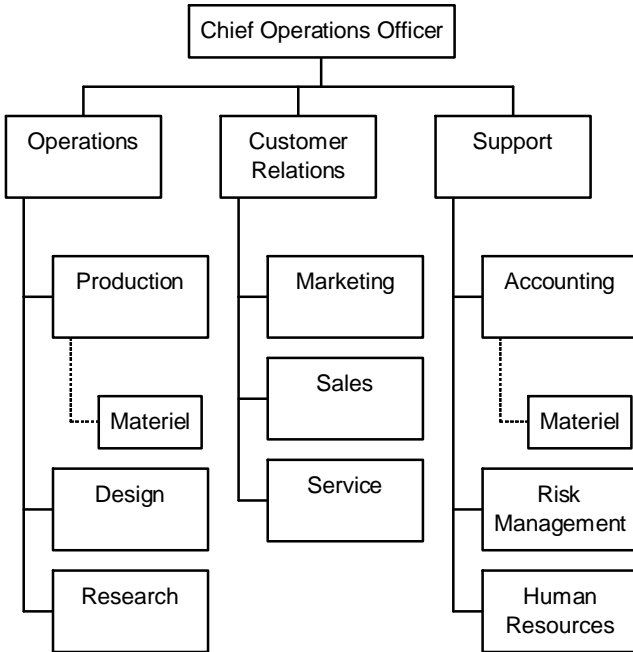 Chief Operations Officer
Operations
Customer
Relations
Support
Production
Materiel
Design
Research
Marketing
Sales
Service
Accounting
Materiel
Risk
Management
Human
Resources